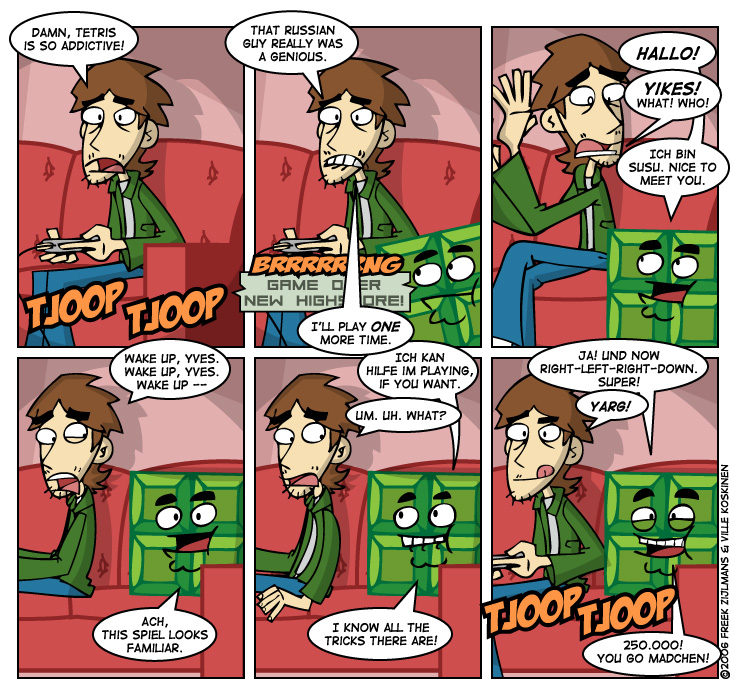 DAMN, TETRIS
IS SO ADDICTIVE!
TJOOP
TJOOP
THAT RUSSIAN
GUY REALLY WAS
A GENIOUS.
BRRRRRZNG
GAME OVER
NEW HIGHSCORE!
I'LL PLAY ONE
MORE TIME.
HALLO!
YIKES!
WHAT! WHO!
ICH BIN
SUSU. NICE TO
MEET YOU.
WAKE UP, YVES.
WAKE UP, YVES.
WAKE UP --
ACH,
THIS SPIEL LOOKS
FAMILIAR.
ICH KAN
HILFE IM PLAYING,
IF YOU WANT.
UM. UH. WHAT?
I KNOW ALL THE
TRICKS THERE ARE!
JA! UND NOW
RIGHT-LEFT-RIGHT-DOWN.
SUPER!
YARG!
TJOOP
TJOOP
250.000!
YOU GO MADCHEN!
©2006 FREEK ZIJLMANS & VILLE KOSKINEN